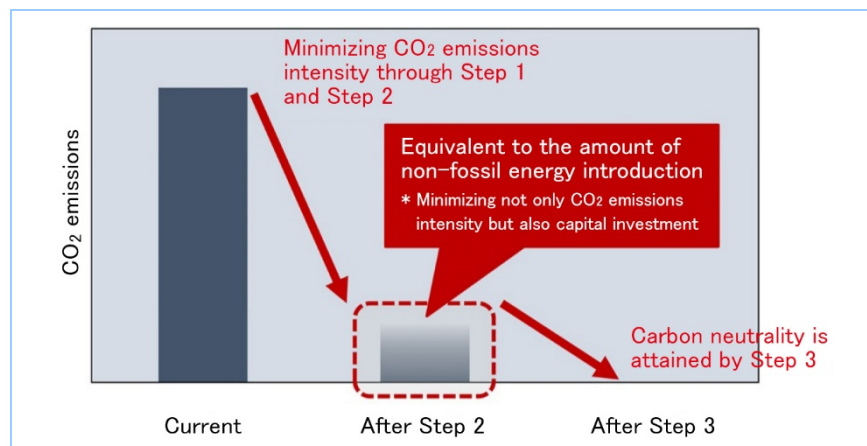 Minimizing CO₂ emissions
intensity through Step 1
and Step 2
Equivalent to the amount of
non-fossil energy introduction
* Minimizing not only CO₂ emissions
intensity but also capital investment
CO₂ emissions
Carbon neutrality is
attained by Step 3
Current
After Step 2
After Step 3